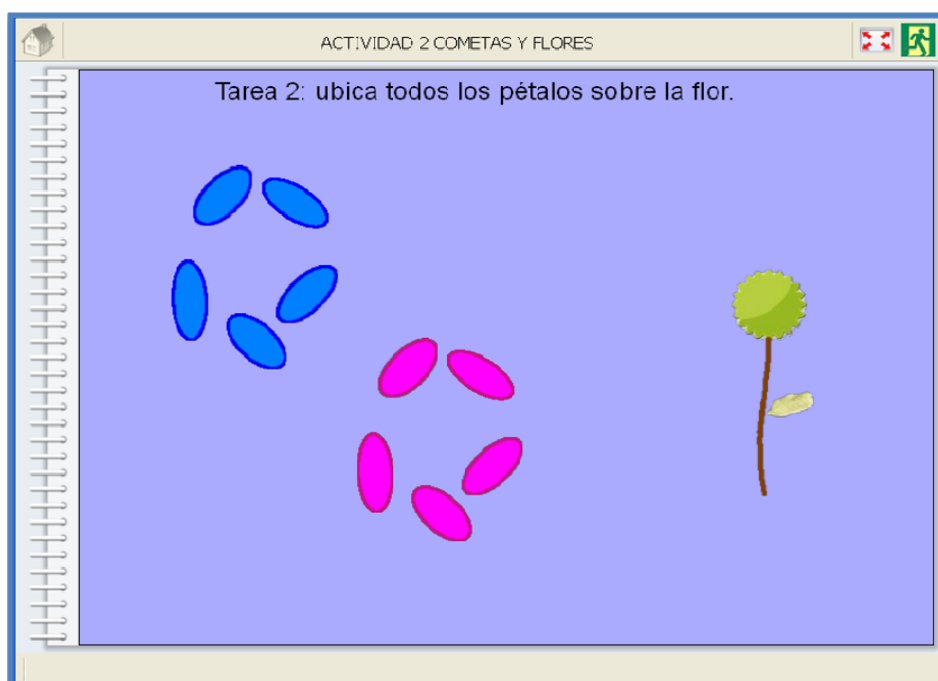 ACTIVIDAD 2 COMETAS Y FLORES
Tarea 2: ubica todos los pétalos sobre la flor.